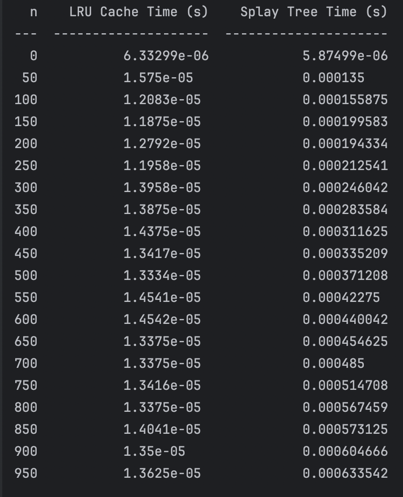 n    LRU Cache Time (s)    Splay Tree Time (s)
---  --------------------  ---------------------
  0           6.33299e-06            5.87499e-06
 50           1.575e-05              0.000135
100           1.2083e-05             0.000155875
150           1.1875e-05             0.000199583
200           1.2792e-05             0.000194334
250           1.1958e-05             0.000212541
300           1.3958e-05             0.000246042
350           1.3875e-05             0.000283584
400           1.4375e-05             0.000311625
450           1.3417e-05             0.000335209
500           1.3334e-05             0.000371208
550           1.4541e-05             0.00042275
600           1.4542e-05             0.000440042
650           1.3375e-05             0.000454625
700           1.3375e-05             0.000485
750           1.3416e-05             0.000514708
800           1.3375e-05             0.000567459
850           1.4041e-05             0.000573125
900           1.35e-05               0.000604666
950           1.3625e-05             0.000633542